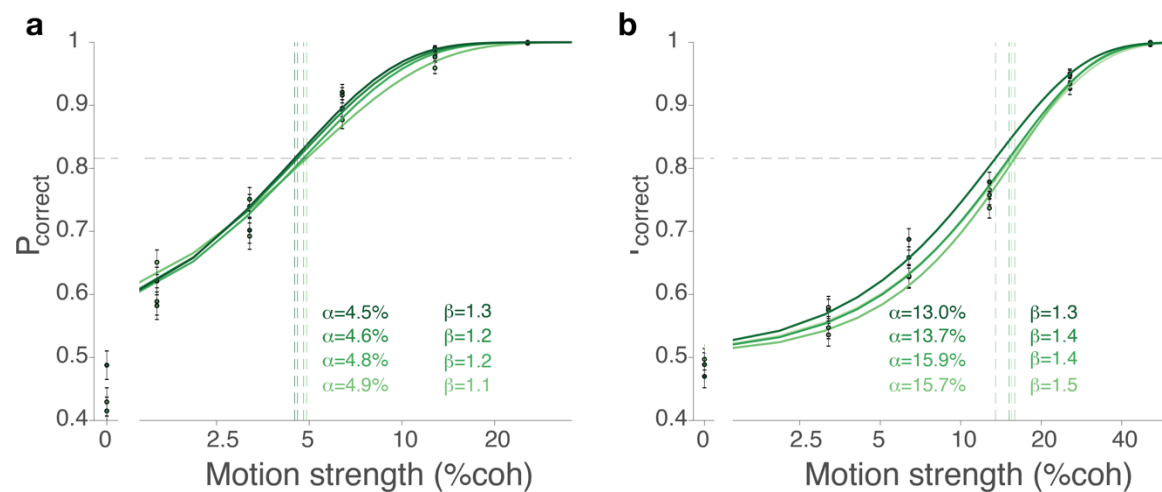 a
1
0.9
0.8
0.7
0.6
0.5
0.4
Pcorrect
α=4.5% β=1.3
α=4.6% β=1.2
α=4.8% β=1.2
α=4.9% β=1.1
0 2.5 5 10 20
Motion strength (%coh)
b
1
0.9
0.8
0.7
0.6
0.5
0.4
correct
α=13.0% β=1.3
α=13.7% β=1.4
α=15.9% β=1.4
α=15.7% β=1.5
0 2.5 5 10 20 40
Motion strength (%coh)